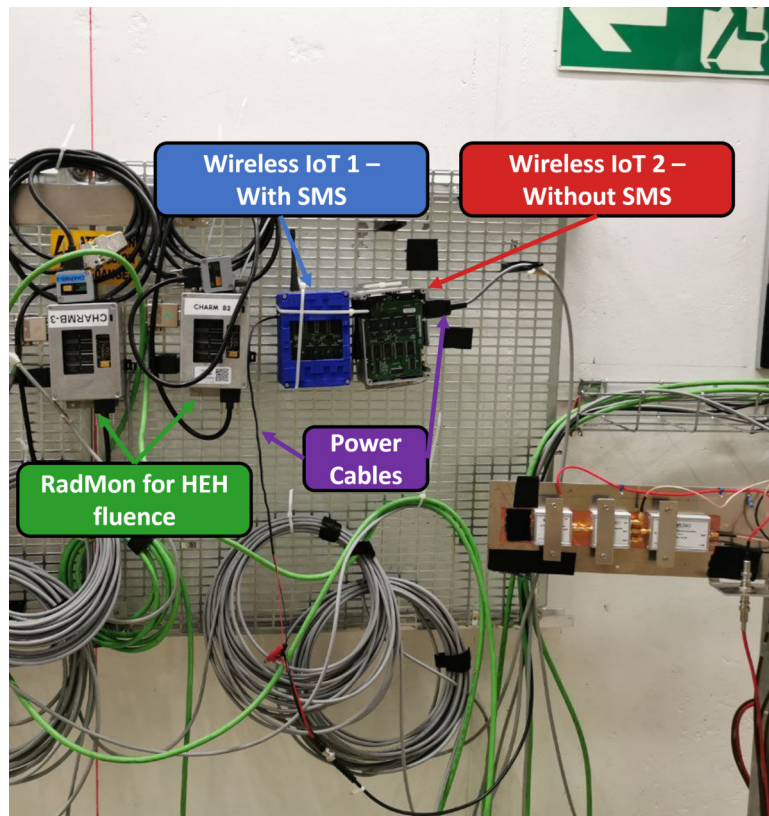 Wireless IoT 1 –
With SMS
Wireless IoT 2 –
Without SMS
CHARMB-3
CHARM B2
Power
Cables
RadMon for HEH
fluence